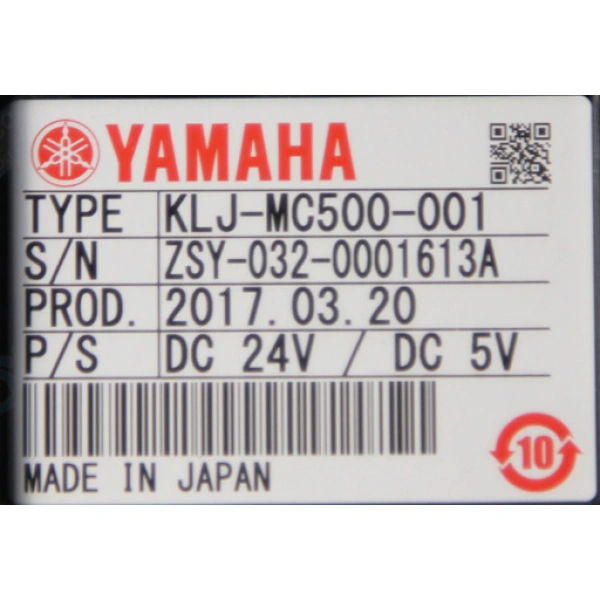 YAMAHA
TYPE KLJ-MC500-001
S/N ZSY-032-0001613A
PROD. 2017.03.20
P/S DC 24V / DC 5V
10
MADE IN JAPAN